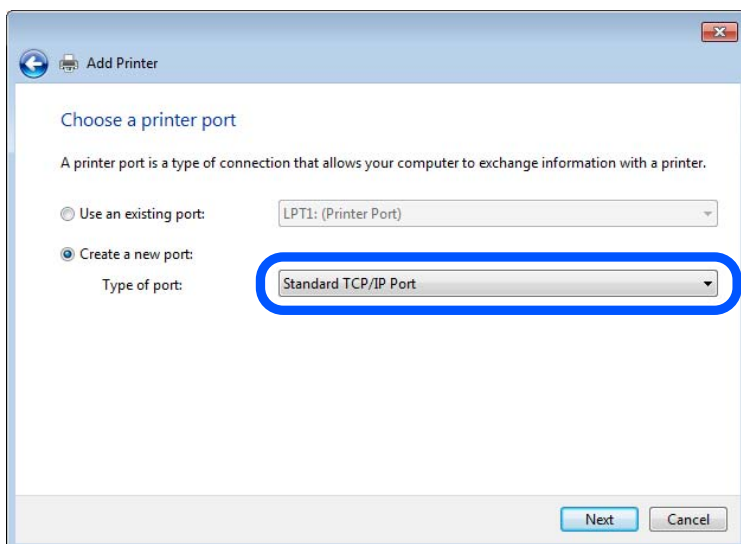 Add Printer
Choose a printer port
A printer port is a type of connection that allows your computer to exchange information with a printer.
Use an existing port: LPT1: (Printer Port)
Create a new port:
Type of port: Standard TCP/IP Port
Next Cancel